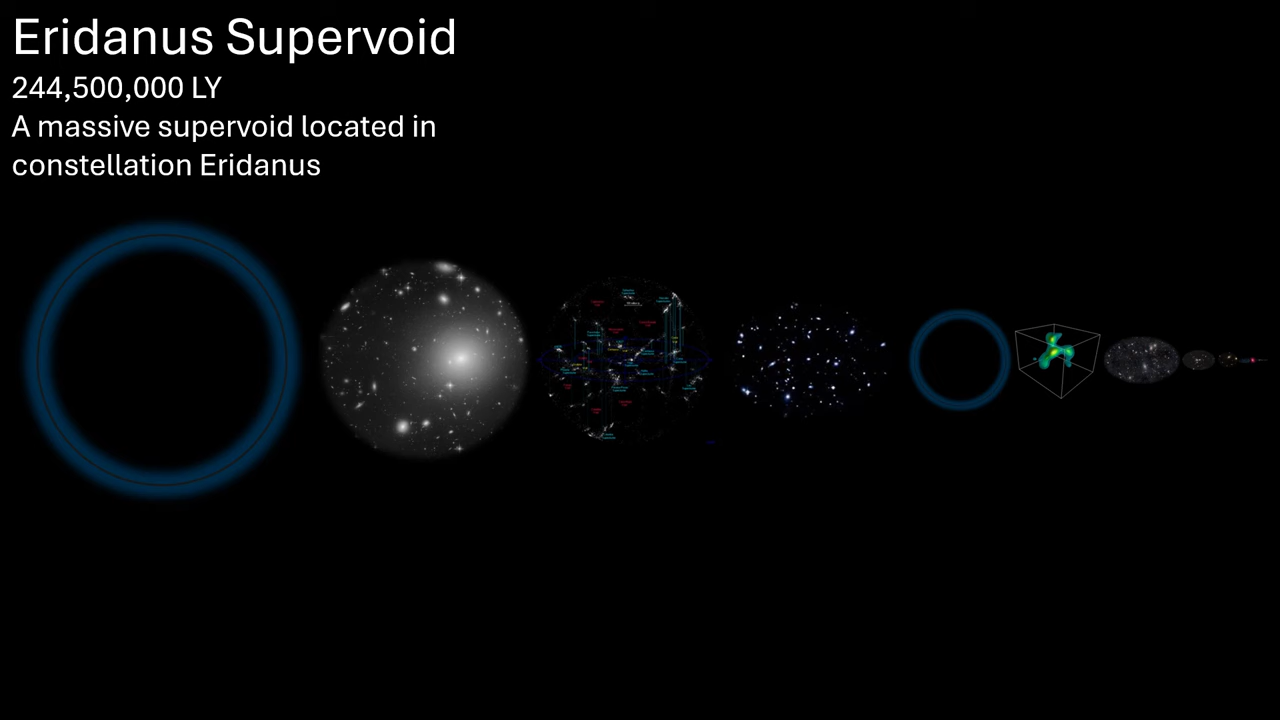 Eridanus Supervoid
244,500,000 LY
A massive supervoid located in
constellation Eridanus